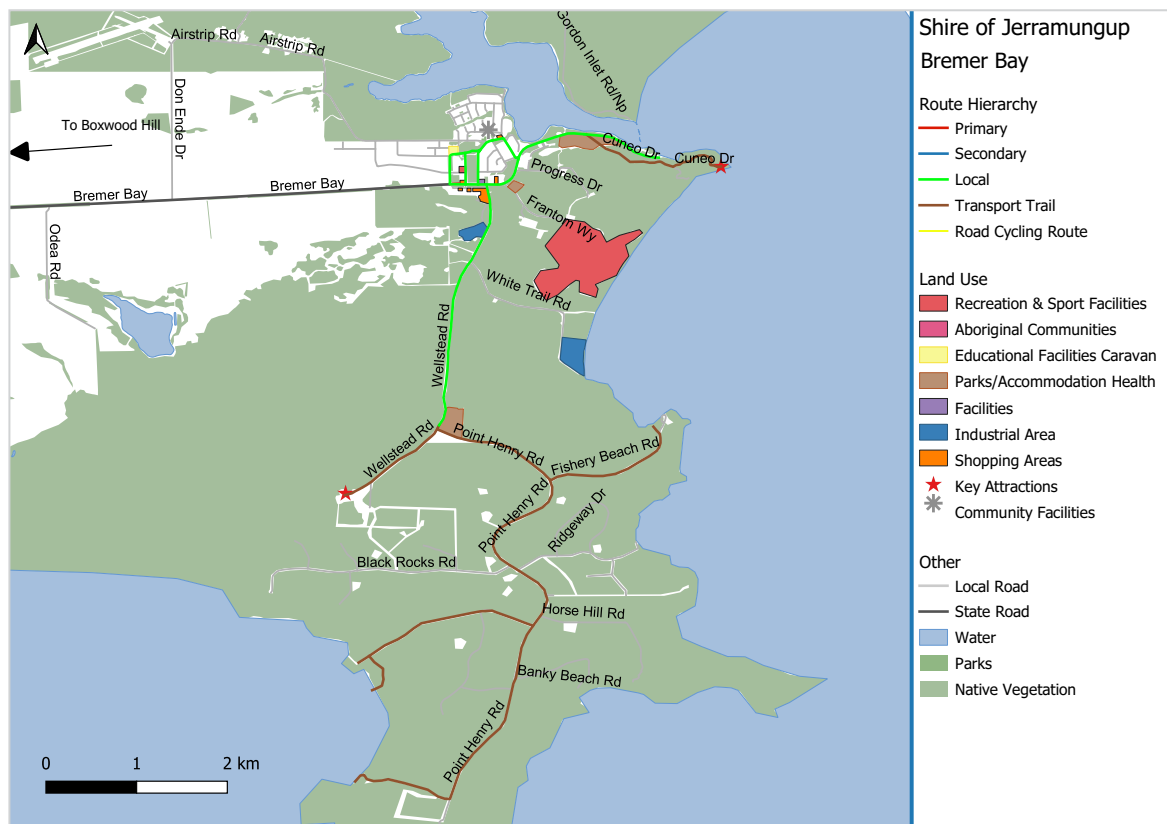 Airstrip Rd
Airstrip Rd
Gordon Inlet Rd/Np
Don Ende Dr
To Boxwood Hill
Cuneo Dr
Cuneo Dr
Progress Dr
Bremer Bay
Bremer Bay
Frantom Wy
Odea Rd
White Trail Rd
Wellstead Rd
Wellstead Rd
Point Henry Rd
Fishery Beach Rd
Point Henry Rd
Ridgeway Dr
Black Rocks Rd
Horse Hill Rd
Banky Beach Rd
Point Henry Rd
0 1 2 km
Shire of Jerramungup
Bremer Bay
Route Hierarchy
Primary
Secondary
Local
Transport Trail
Road Cycling Route
Land Use
Recreation & Sport Facilities
Aboriginal Communities
Educational Facilities Caravan
Parks/Accommodation Health
Facilities
Industrial Area
Shopping Areas
Key Attractions
Community Facilities
Other
Local Road
State Road
Water
Parks
Native Vegetation